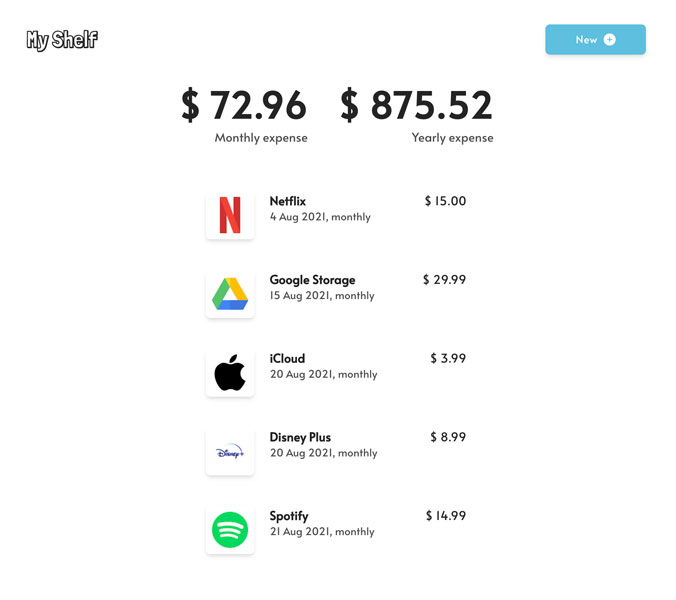 My Shelf
New
$ 72.96 $ 875.52
Monthly expense Yearly expense
Netflix $ 15.00
4 Aug 2021, monthly
Google Storage $ 29.99
15 Aug 2021, monthly
iCloud $ 3.99
20 Aug 2021, monthly
Disney Plus $ 8.99
Disney+
20 Aug 2021, monthly
Spotify $ 14.99
21 Aug 2021, monthly